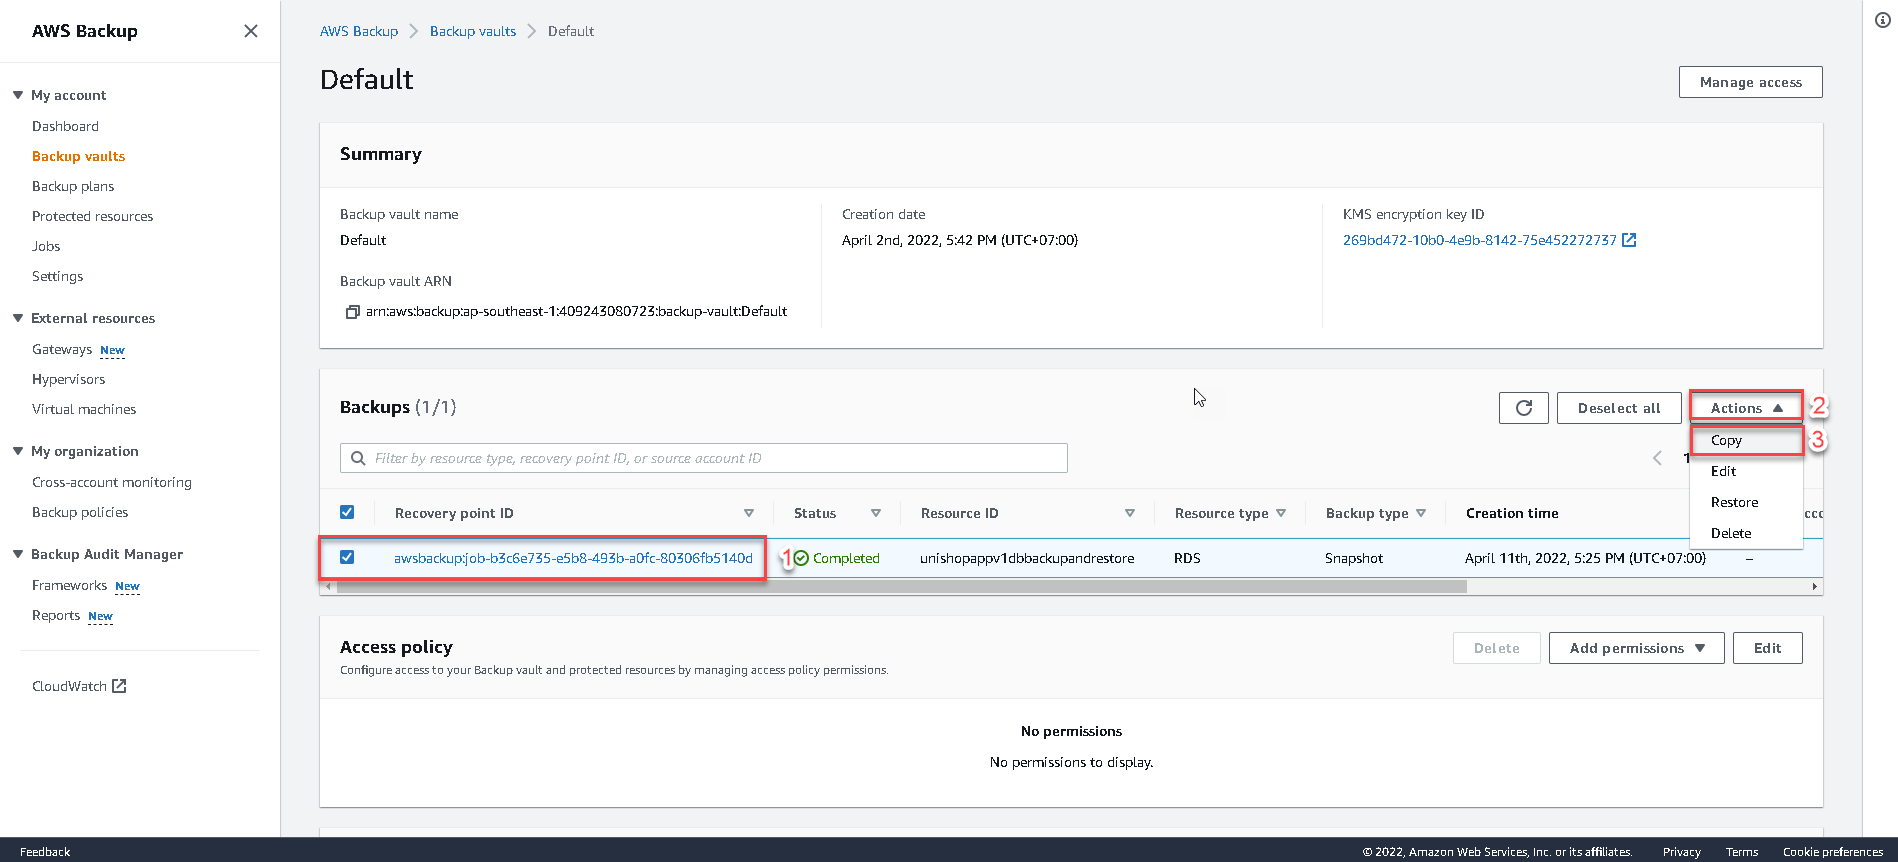 AWS Backup
My account
Dashboard
Backup vaults
Backup plans
Protected resources
Jobs
Settings
External resources
Gateways New
Hypervisors
Virtual machines
My organization
Cross-account monitoring
Backup policies
Backup Audit Manager
Frameworks New
Reports New
CloudWatch
AWS Backup > Backup vaults > Default
Default
Manage access
Summary
Backup vault name
Default
Backup vault ARN
arn:aws:backup:ap-southeast-1:409243080723:backup-vault:Default
Creation date
April 2nd, 2022, 5:42 PM (UTC+07:00)
KMS encryption key ID
269bd472-10b0-4e9b-8142-75e452272737
Backups (1/1)
Deselect all
Actions 2
Copy 3
Edit
Restore
Delete
Filter by resource type, recovery point ID, or source account ID
1
Recovery point ID Status Resource ID Resource type Backup type Creation time
awsbackup:job-b3c6e735-e5b8-493b-a0fc-80306fb5140d 1 Completed unishopappv1dbbackupandrestore RDS Snapshot April 11th, 2022, 5:25 PM (UTC+07:00) –
Access policy
Configure access to your Backup vault and protected resources by managing access policy permissions.
Delete
Add permissions
Edit
No permissions
No permissions to display.
Feedback
© 2022, Amazon Web Services, Inc. or its affiliates. Privacy Terms Cookie preferences